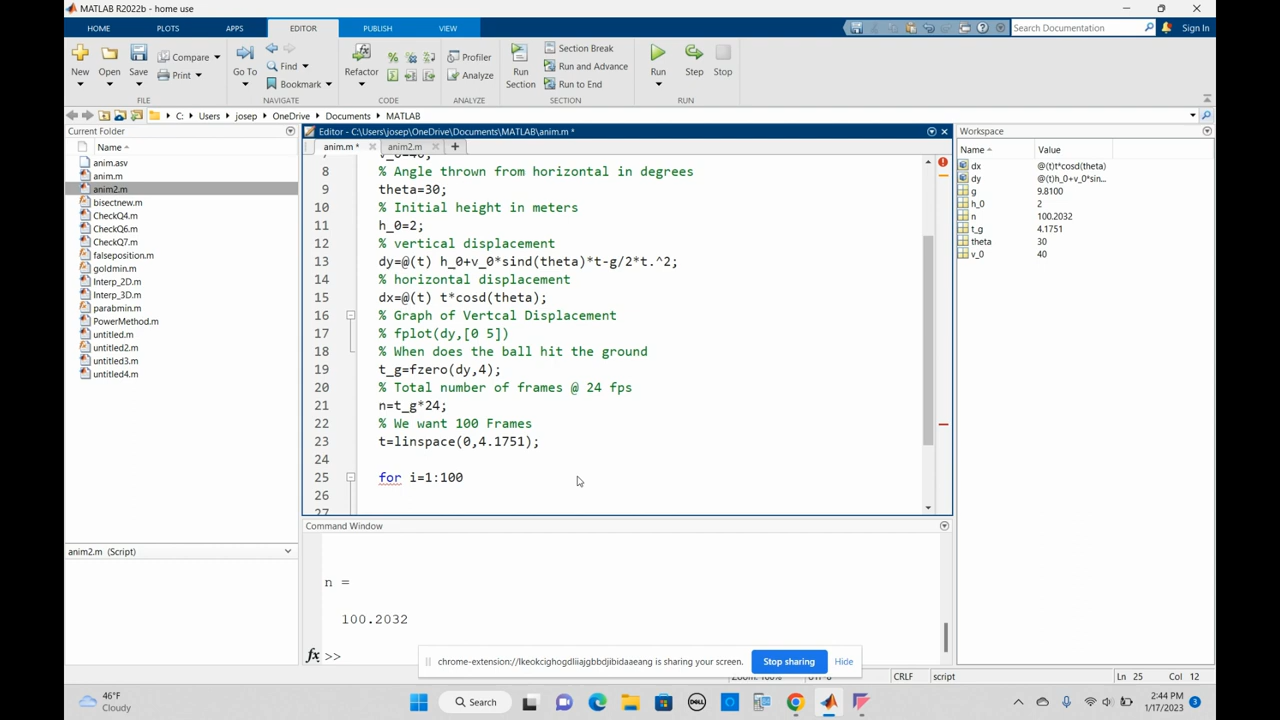 MATLAB R2022b - home use
HOME PLOTS APPS EDITOR PUBLISH VIEW
Search Documentation
Sign In
New Open Save Compare Print
Go To Find Bookmark
Refactor
Profiler
Analyze
Run Section
Section Break
Run and Advance
Run to End
Run Step Stop
FILE NAVIGATE CODE ANALYZE SECTION RUN
C: Users josep OneDrive Documents MATLAB
Current Folder
Name
anim.asv
anim.m
anim2.m
bisectnew.m
CheckQ4.m
CheckQ6.m
CheckQ7.m
falseposition.m
goldmin.m
Interp_2D.m
Interp_3D.m
parabmin.m
PowerMethod.m
untitled.m
untitled2.m
untitled3.m
untitled4.m
anim2.m (Script)
Editor - C:\Users\josep\OneDrive\Documents\MATLAB\anim.m *
anim.m * anim2.m
8 % Angle thrown from horizontal in degrees
9 theta=30;
10 % Initial height in meters
11 h_0=2;
12 % vertical displacement
13 dy=@(t) h_0+v_0*sind(theta)*t-g/2*t.^2;
14 % horizontal displacement
15 dx=@(t) t*cosd(theta);
16 % Graph of Vertcal Displacement
17 % fplot(dy,[0 5])
18 % When does the ball hit the ground
19 t_g=fzero(dy,4);
20 % Total number of frames @ 24 fps
21 n=t_g*24;
22 % We want 100 Frames
23 t=linspace(0,4.1751);
24
25 for i=1:100
26
27
Command Window
n =
100.2032
fx >>
Workspace
Name Value
dx @(t)t*cosd(theta)
dy @(t)h_0+v_0*sin...
g 9.8100
h_0 2
n 100.2032
t_g 4.1751
theta 30
v_0 40
chrome-extension://lkeokcighogdliiajgbbdjibidaaeang is sharing your screen.
Stop sharing
Hide
CRLF script Ln 25 Col 12
46°F
Cloudy
Search
2:44 PM
1/17/2023
3